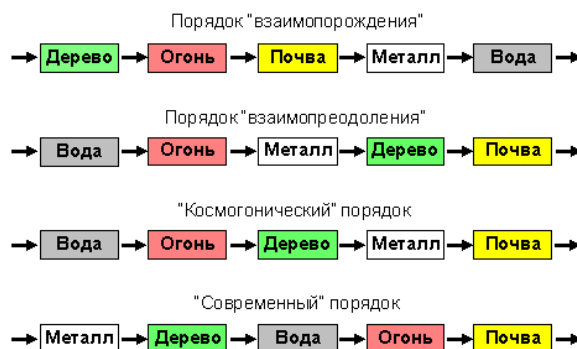 Порядок "взаимопорождения"
Дерево Огонь Почва Металл Вода
Порядок "взаимопреодоления"
Вода Огонь Металл Дерево Почва
"Космогонический" порядок
Вода Огонь Дерево Металл Почва
"Современный" порядок
Металл Дерево Вода Огонь Почва